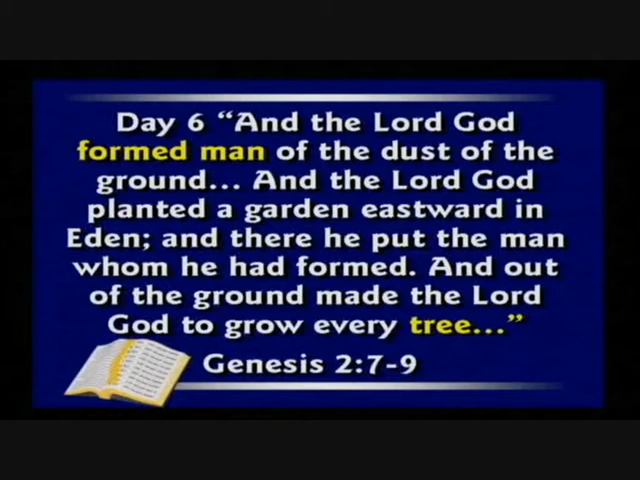 Day 6 “And the Lord God
formed man of the dust of the
ground... And the Lord God
planted a garden eastward in
Eden; and there he put the man
whom he had formed. And out
of the ground made the Lord
God to grow every tree...”
Genesis 2:7-9